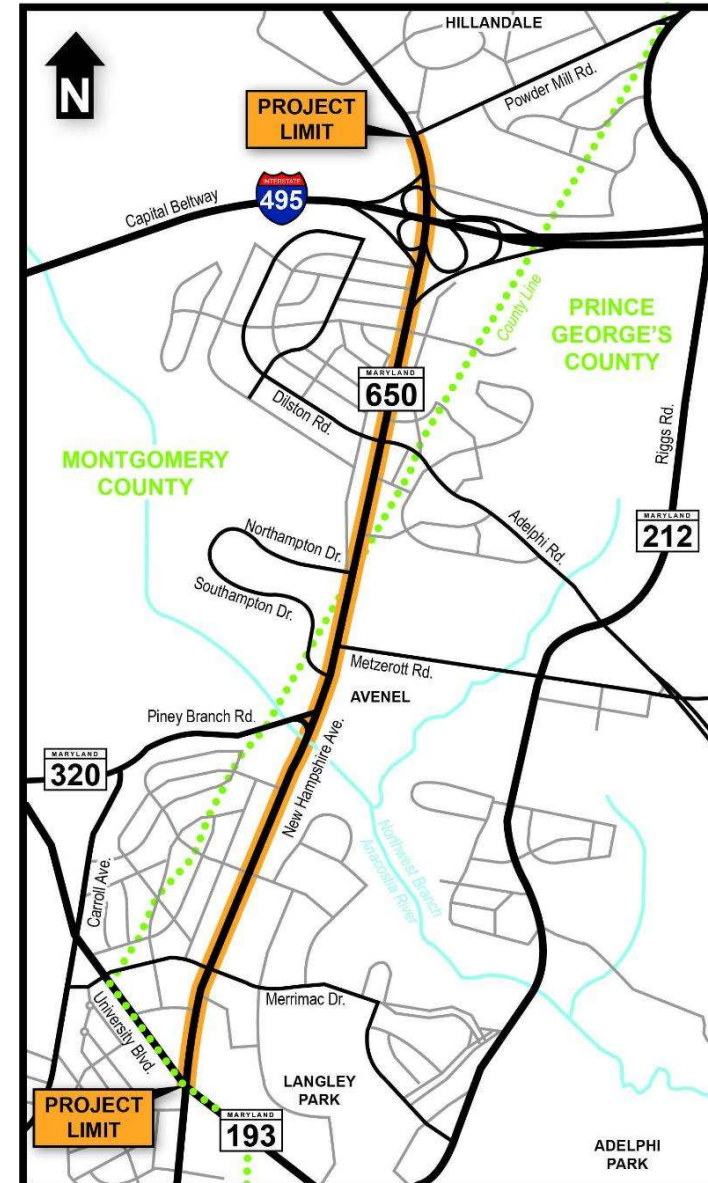 HILLANDALE
N
PROJECT
LIMIT
Powder Mill Rd.
INTERSTATE
495
Capital Beltway
County Line
PRINCE
GEORGE'S
COUNTY
MARYLAND
650
Dilston Rd.
Riggs Rd.
MONTGOMERY
COUNTY
Adelphi Rd.
MARYLAND
212
Northampton Dr.
Southampton Dr.
Metzerott Rd.
AVENEL
Piney Branch Rd.
MARYLAND
320
New Hampshire Ave.
Northwest Branch
Anacostia River
Carroll Ave.
University Blvd.
Merrimac Dr.
PROJECT
LIMIT
LANGLEY
PARK
MARYLAND
193
ADELPHI
PARK